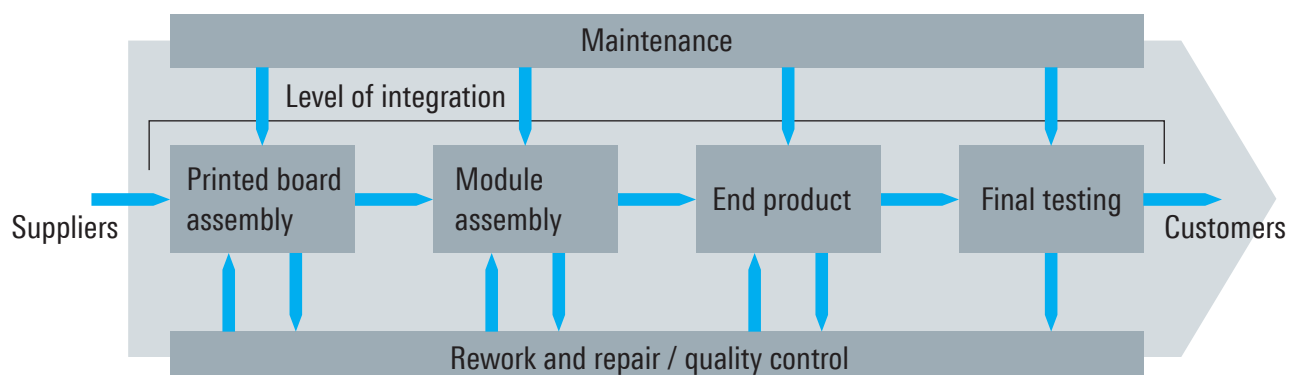 Maintenance
Level of integration
Printed board
assembly
Module
assembly
End product
Final testing
Suppliers
Customers
Rework and repair / quality control